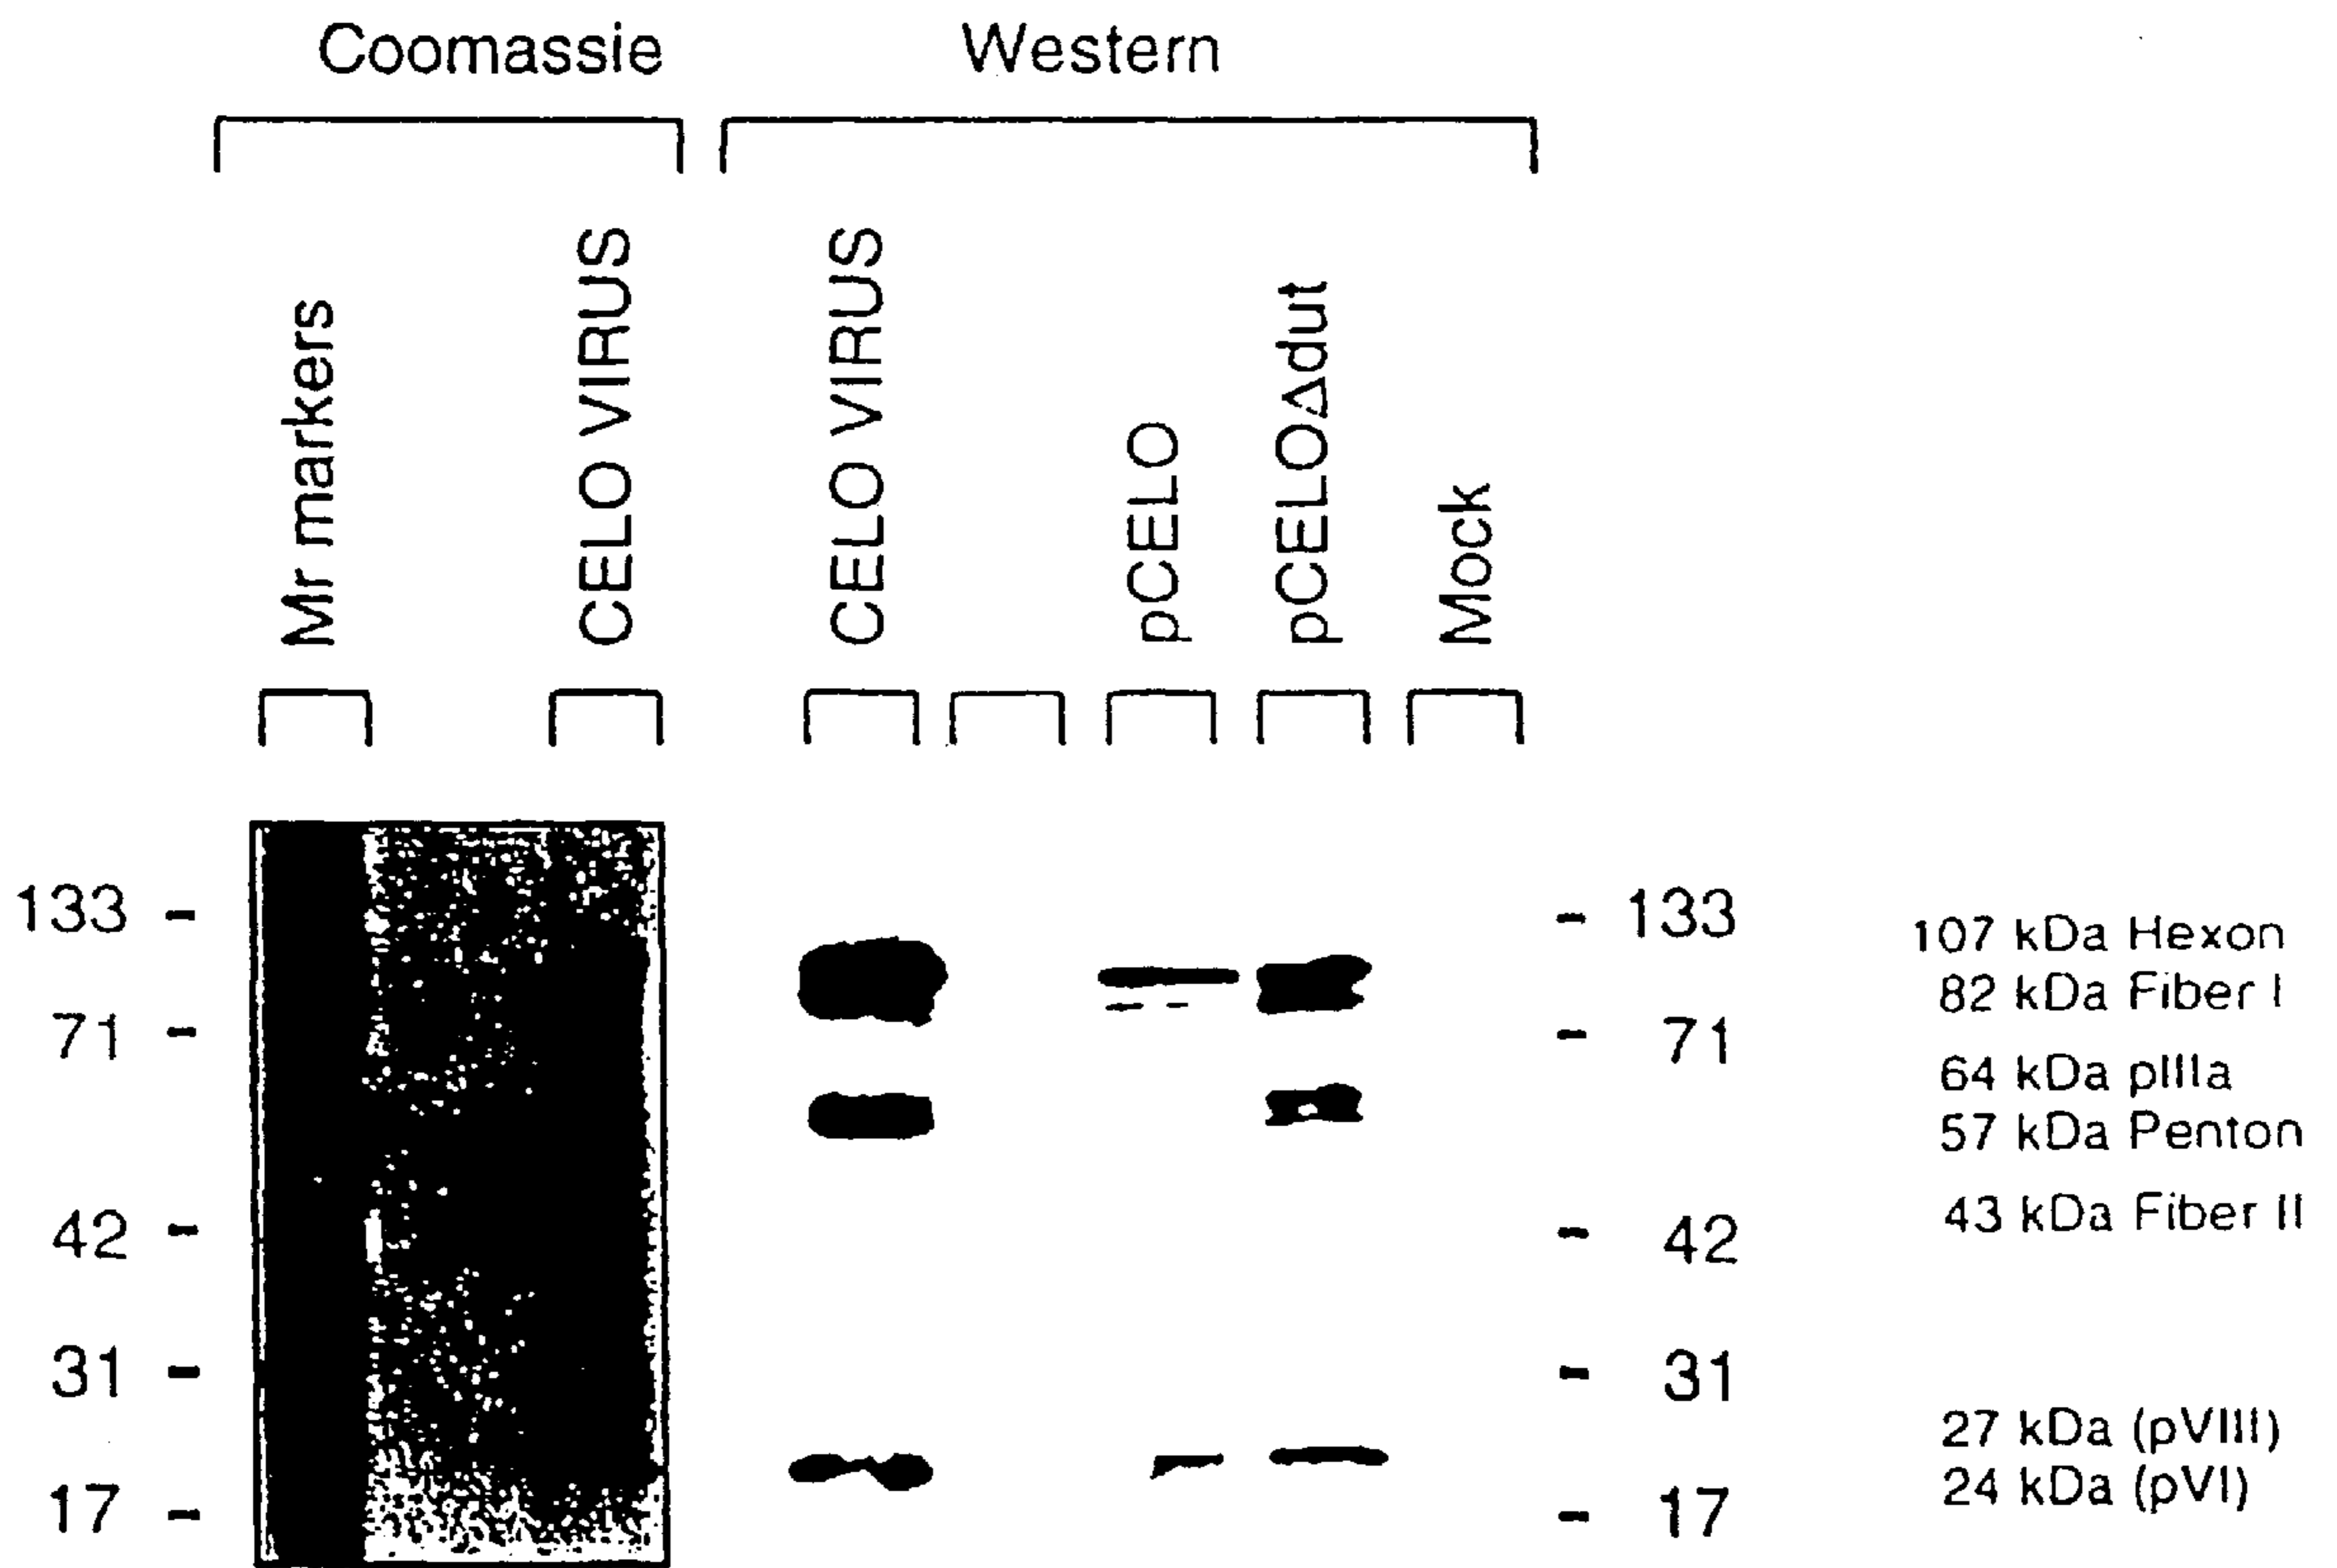 Coomassie
Western
Mr markers
CELO VIRUS
CELO VIRUS
pCELO
pCELOΔdut
Mock
133 -
71 -
42 -
31 -
17 -
- 133
- 71
- 42
- 31
- 17
107 kDa Hexon
82 kDa Fiber I
64 kDa pIIIa
57 kDa Penton
43 kDa Fiber II
27 kDa (pVIII)
24 kDa (pVI)